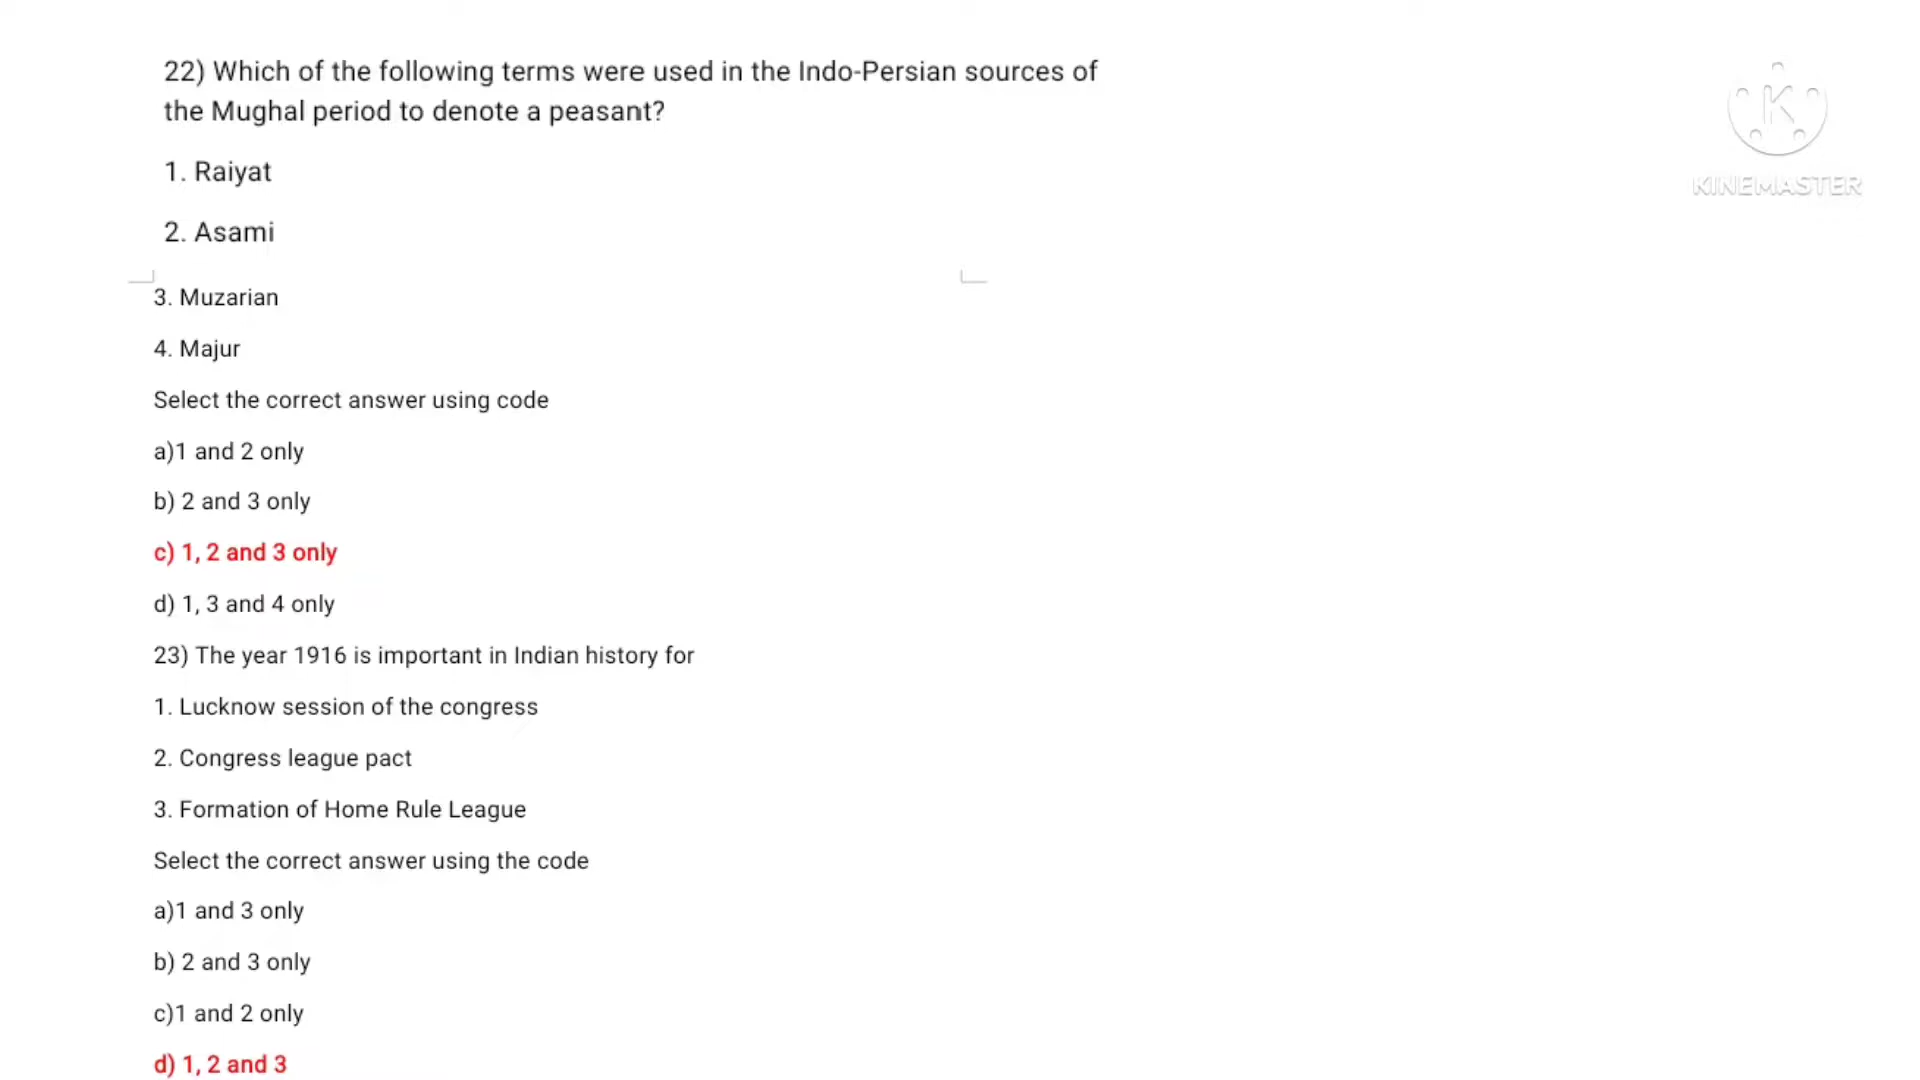 22) Which of the following terms were used in the Indo-Persian sources of
the Mughal period to denote a peasant?
1. Raiyat
2. Asami
3. Muzarian
4. Majur
Select the correct answer using code
a)1 and 2 only
b) 2 and 3 only
c) 1, 2 and 3 only
d) 1, 3 and 4 only
23) The year 1916 is important in Indian history for
1. Lucknow session of the congress
2. Congress league pact
3. Formation of Home Rule League
Select the correct answer using the code
a)1 and 3 only
b) 2 and 3 only
c)1 and 2 only
d) 1, 2 and 3
K
KINEMASTER